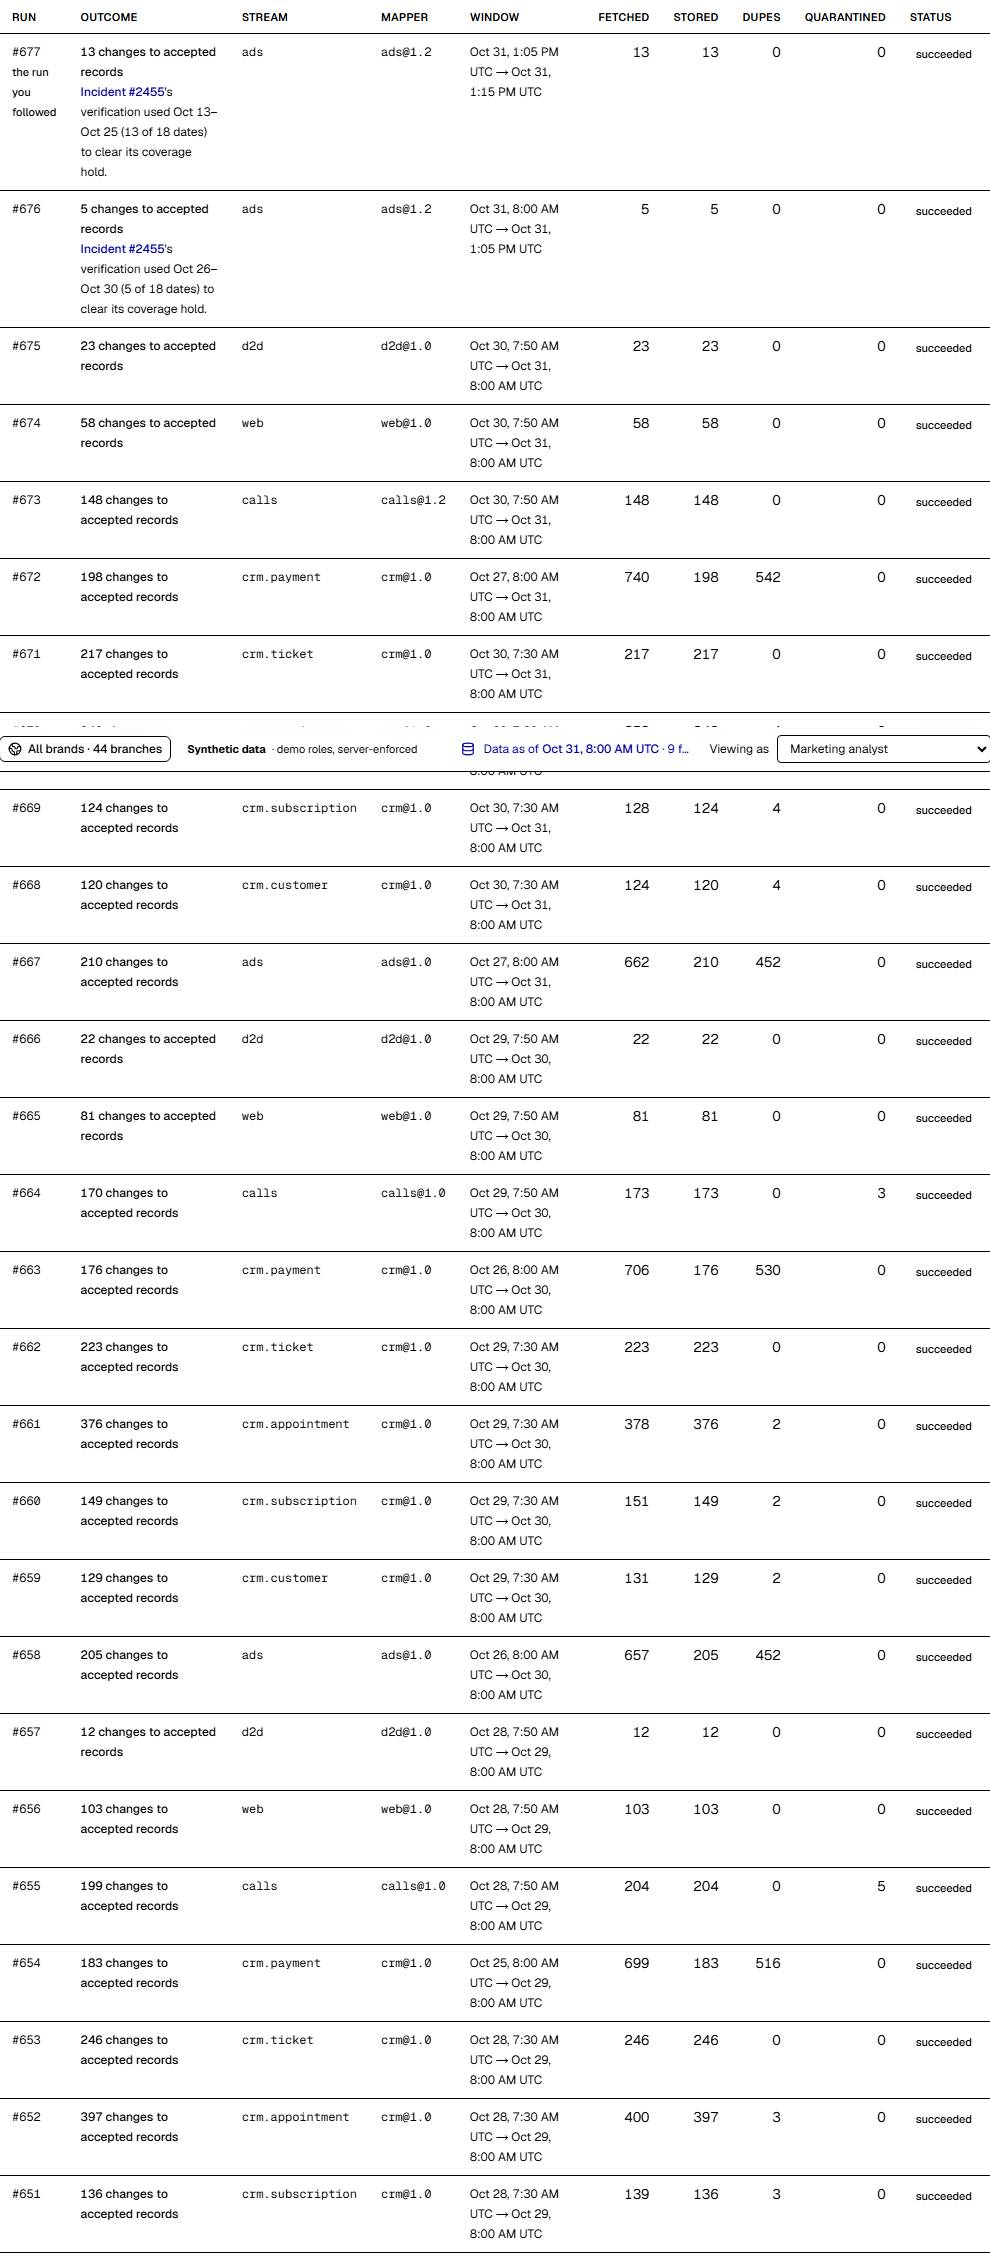 RUN OUTCOME STREAM MAPPER WINDOW FETCHED STORED DUPES QUARANTINED STATUS
#677 13 changes to accepted ads ads@1.2 Oct 31, 1:05 PM 13 13 0 0 succeeded
the run records UTC → Oct 31,
you Incident #2455's 1:15 PM UTC
followed verification used Oct 13–
Oct 25 (13 of 18 dates)
to clear its coverage
hold.
#676 5 changes to accepted ads ads@1.2 Oct 31, 8:00 AM 5 5 0 0 succeeded
records UTC → Oct 31,
Incident #2455's 1:05 PM UTC
verification used Oct 26–
Oct 30 (5 of 18 dates) to
clear its coverage hold.
#675 23 changes to accepted d2d d2d@1.0 Oct 30, 7:50 AM 23 23 0 0 succeeded
records UTC → Oct 31,
8:00 AM UTC
#674 58 changes to accepted web web@1.0 Oct 30, 7:50 AM 58 58 0 0 succeeded
records UTC → Oct 31,
8:00 AM UTC
#673 148 changes to calls calls@1.2 Oct 30, 7:50 AM 148 148 0 0 succeeded
accepted records UTC → Oct 31,
8:00 AM UTC
#672 198 changes to crm.payment crm@1.0 Oct 27, 8:00 AM 740 198 542 0 succeeded
accepted records UTC → Oct 31,
8:00 AM UTC
#671 217 changes to crm.ticket crm@1.0 Oct 30, 7:30 AM 217 217 0 0 succeeded
accepted records UTC → Oct 31,
8:00 AM UTC
All brands · 44 branches Synthetic data · demo roles, server-enforced Data as of Oct 31, 8:00 AM UTC · 9 f… Viewing as Marketing analyst
#669 124 changes to crm.subscription crm@1.0 Oct 30, 7:30 AM 128 124 4 0 succeeded
accepted records UTC → Oct 31,
8:00 AM UTC
#668 120 changes to crm.customer crm@1.0 Oct 30, 7:30 AM 124 120 4 0 succeeded
accepted records UTC → Oct 31,
8:00 AM UTC
#667 210 changes to ads ads@1.0 Oct 27, 8:00 AM 662 210 452 0 succeeded
accepted records UTC → Oct 31,
8:00 AM UTC
#666 22 changes to accepted d2d d2d@1.0 Oct 29, 7:50 AM 22 22 0 0 succeeded
records UTC → Oct 30,
8:00 AM UTC
#665 81 changes to accepted web web@1.0 Oct 29, 7:50 AM 81 81 0 0 succeeded
records UTC → Oct 30,
8:00 AM UTC
#664 170 changes to calls calls@1.0 Oct 29, 7:50 AM 173 173 0 3 succeeded
accepted records UTC → Oct 30,
8:00 AM UTC
#663 176 changes to crm.payment crm@1.0 Oct 26, 8:00 AM 706 176 530 0 succeeded
accepted records UTC → Oct 30,
8:00 AM UTC
#662 223 changes to crm.ticket crm@1.0 Oct 29, 7:30 AM 223 223 0 0 succeeded
accepted records UTC → Oct 30,
8:00 AM UTC
#661 376 changes to crm.appointment crm@1.0 Oct 29, 7:30 AM 378 376 2 0 succeeded
accepted records UTC → Oct 30,
8:00 AM UTC
#660 149 changes to crm.subscription crm@1.0 Oct 29, 7:30 AM 151 149 2 0 succeeded
accepted records UTC → Oct 30,
8:00 AM UTC
#659 129 changes to crm.customer crm@1.0 Oct 29, 7:30 AM 131 129 2 0 succeeded
accepted records UTC → Oct 30,
8:00 AM UTC
#658 205 changes to ads ads@1.0 Oct 26, 8:00 AM 657 205 452 0 succeeded
accepted records UTC → Oct 30,
8:00 AM UTC
#657 12 changes to accepted d2d d2d@1.0 Oct 28, 7:50 AM 12 12 0 0 succeeded
records UTC → Oct 29,
8:00 AM UTC
#656 103 changes to web web@1.0 Oct 28, 7:50 AM 103 103 0 0 succeeded
accepted records UTC → Oct 29,
8:00 AM UTC
#655 199 changes to calls calls@1.0 Oct 28, 7:50 AM 204 204 0 5 succeeded
accepted records UTC → Oct 29,
8:00 AM UTC
#654 183 changes to crm.payment crm@1.0 Oct 25, 8:00 AM 699 183 516 0 succeeded
accepted records UTC → Oct 29,
8:00 AM UTC
#653 246 changes to crm.ticket crm@1.0 Oct 28, 7:30 AM 246 246 0 0 succeeded
accepted records UTC → Oct 29,
8:00 AM UTC
#652 397 changes to crm.appointment crm@1.0 Oct 28, 7:30 AM 400 397 3 0 succeeded
accepted records UTC → Oct 29,
8:00 AM UTC
#651 136 changes to crm.subscription crm@1.0 Oct 28, 7:30 AM 139 136 3 0 succeeded
accepted records UTC → Oct 29,
8:00 AM UTC